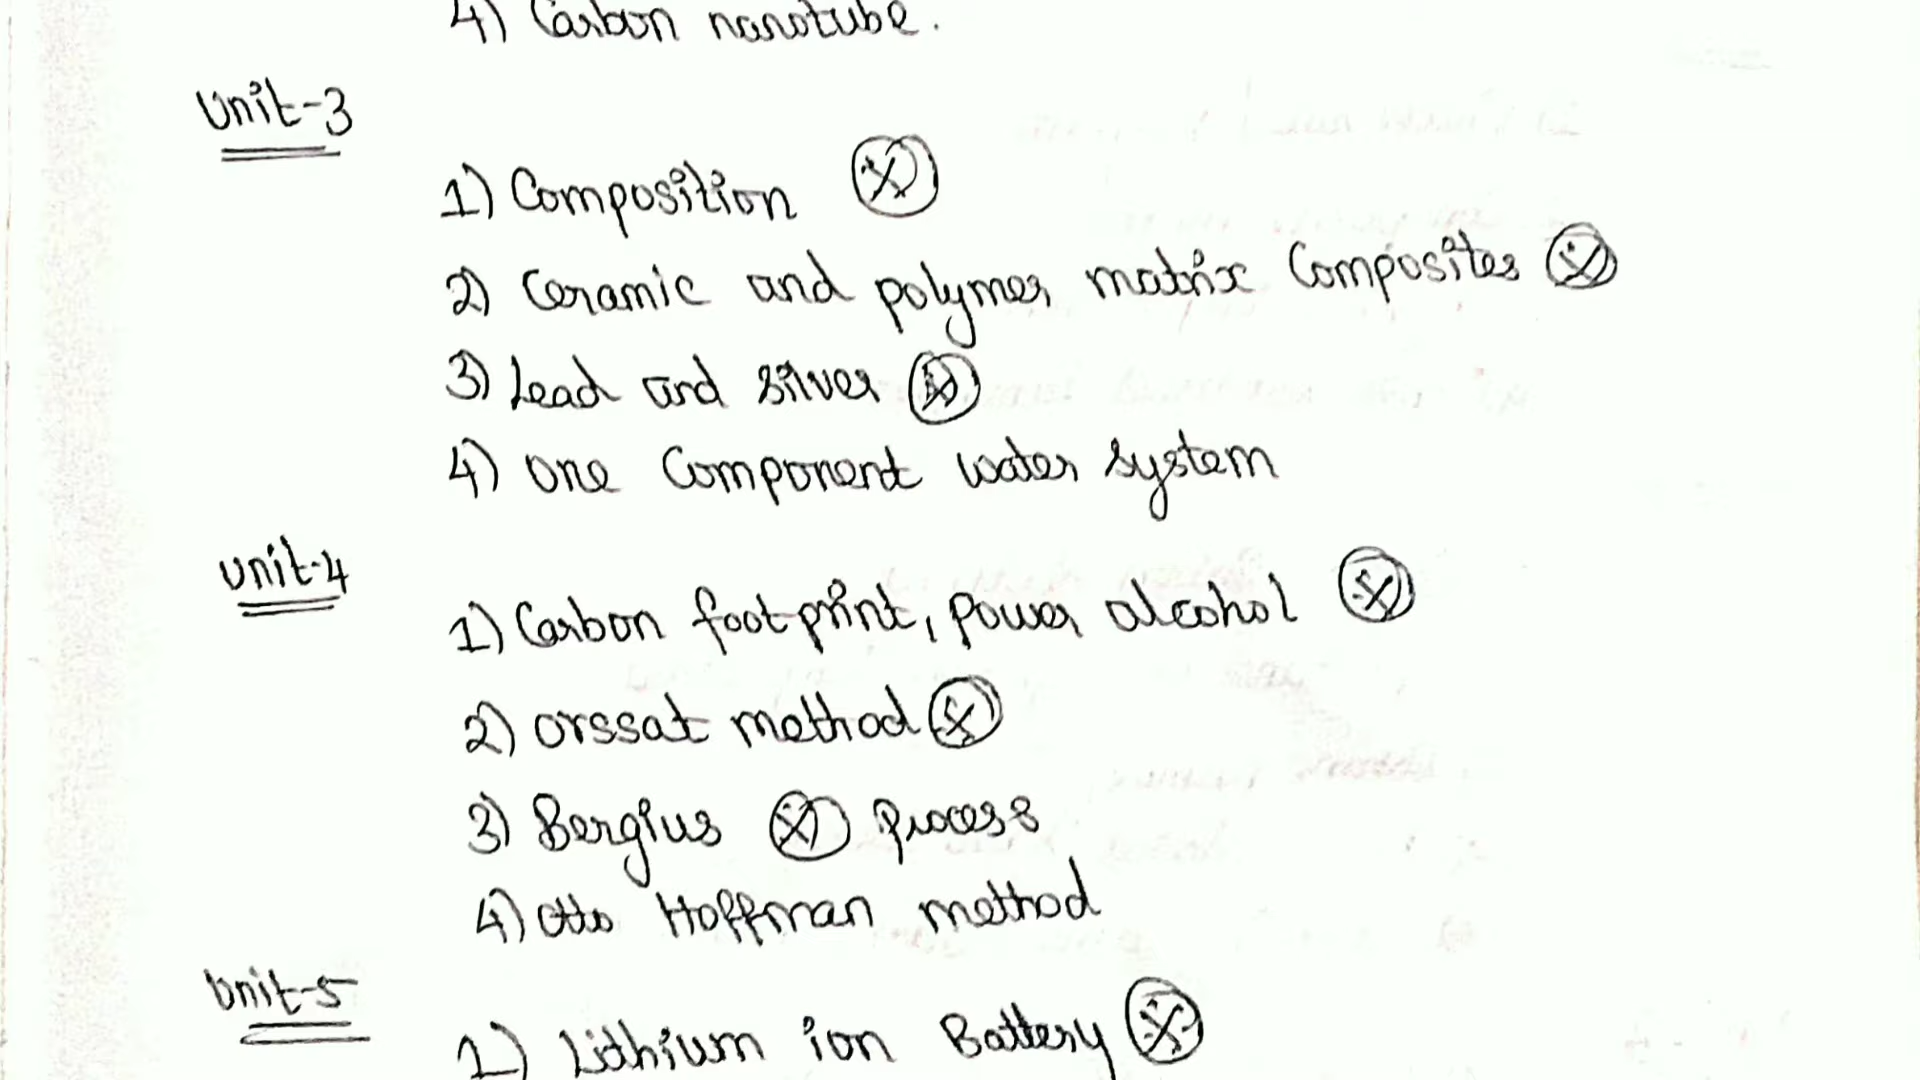 4) Carbon nanotube.
Unit-3
1) Composition
2) Ceramic and polymer matrix Composites
3) Lead and silver
4) one Component water system
Unit-4
1) Carbon foot print, power alcohol
2) orssat method
3) Bergius process
4) Otto Hoffman method
Unit-5
1) Lithium ion Battery